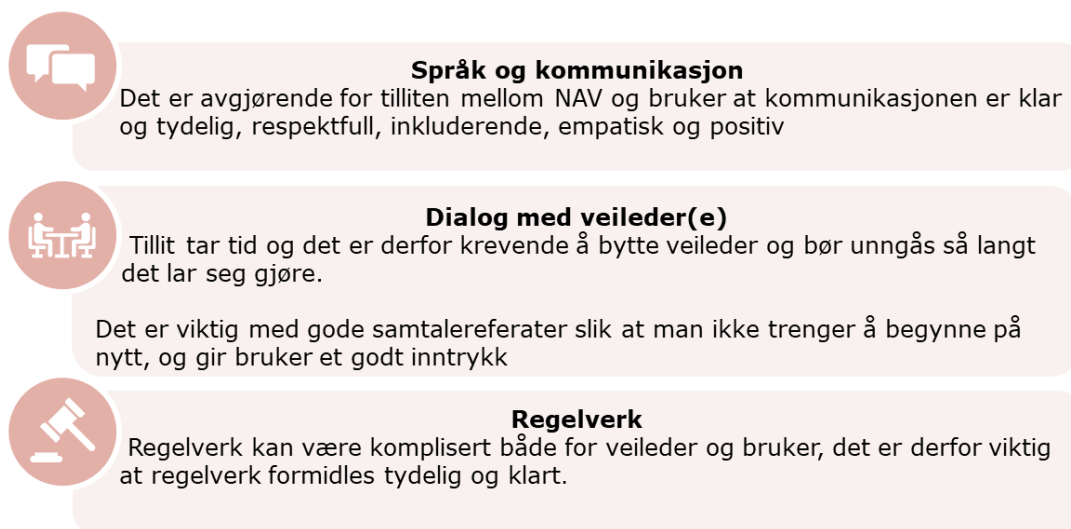 Språk og kommunikasjon
Det er avgjørende for tilliten mellom NAV og bruker at kommunikasjonen er klar
og tydelig, respektfull, inkluderende, empatisk og positiv
Dialog med veileder(e)
Tillit tar tid og det er derfor krevende å bytte veileder og bør unngås så langt
det lar seg gjøre.
Det er viktig med gode samtalereferater slik at man ikke trenger å begynne på
nytt, og gir bruker et godt inntrykk
Regelverk
Regelverk kan være komplisert både for veileder og bruker, det er derfor viktig
at regelverk formidles tydelig og klart.